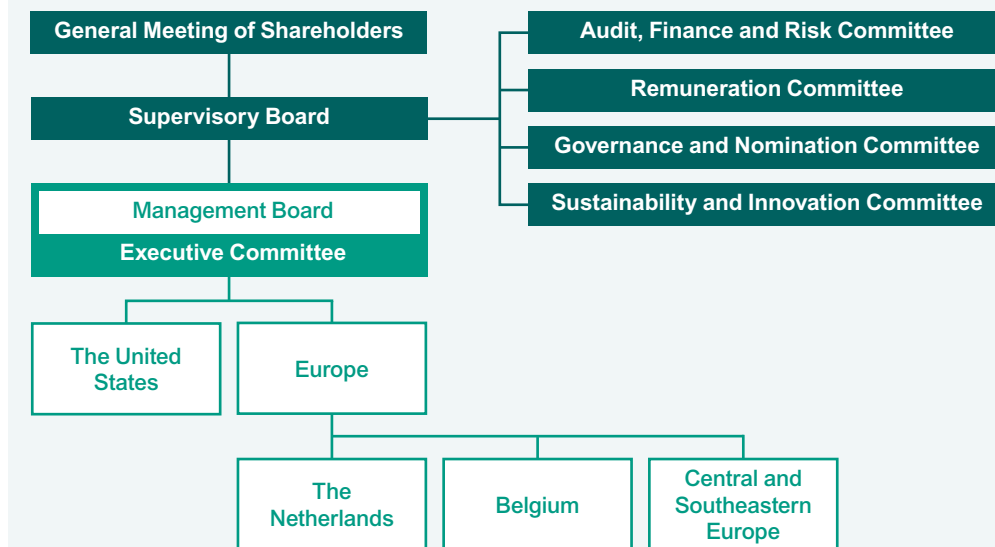 General Meeting of Shareholders
Supervisory Board
Management Board
Executive Committee
Audit, Finance and Risk Committee
Remuneration Committee
Governance and Nomination Committee
Sustainability and Innovation Committee
The United
States
Europe
The
Netherlands
Belgium
Central and
Southeastern
Europe